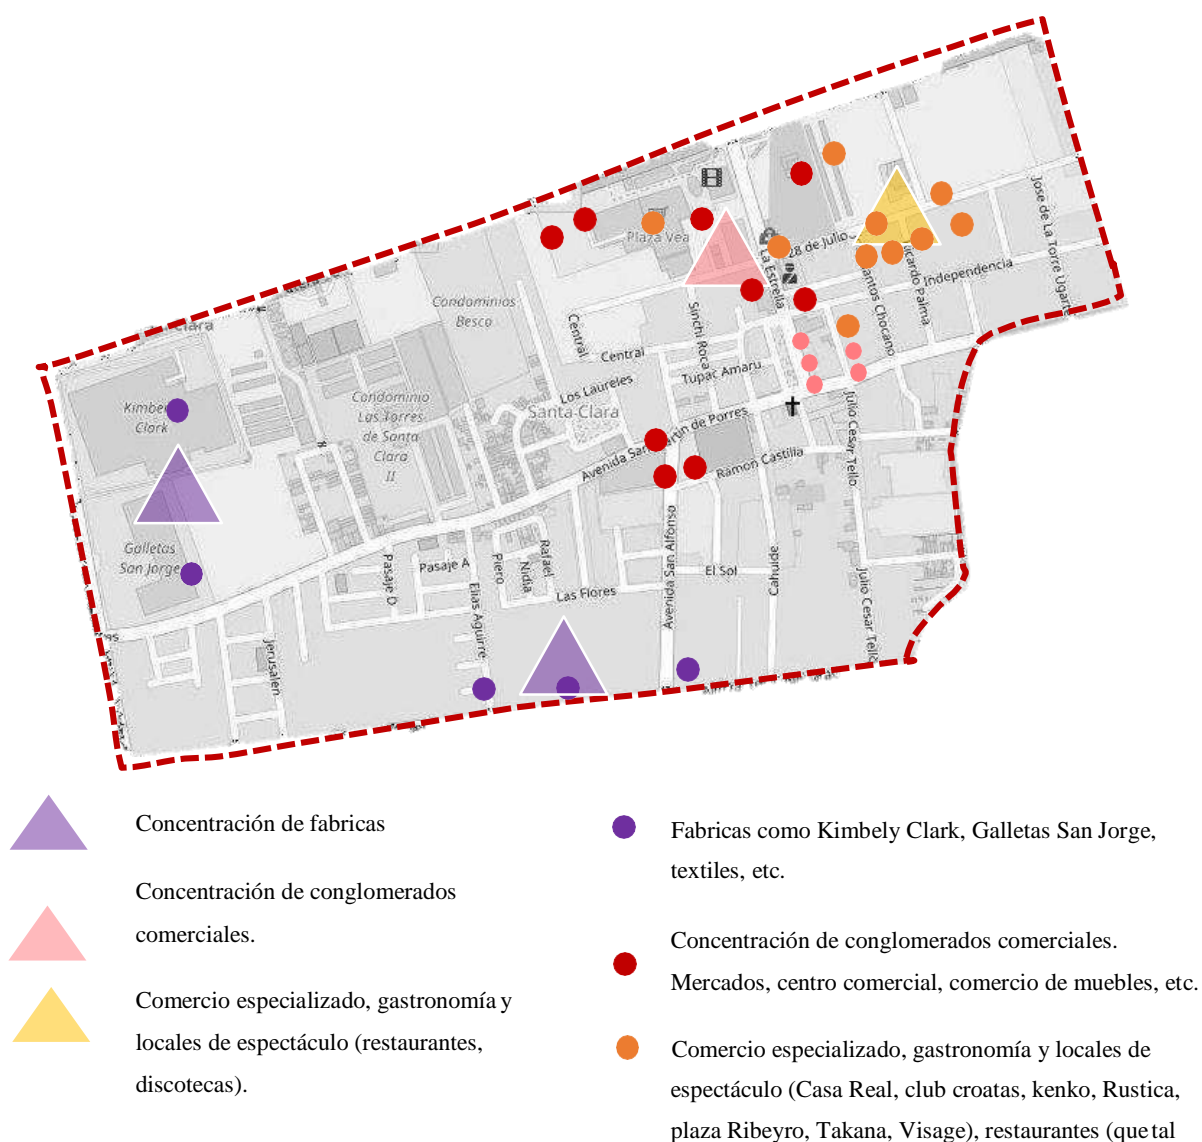 Plaza Vea
28 de Julio
La Estrella
Ricardo Palma
Santos Chocano
Independencia
Jose de La Torre Ugarte
Condominios
Besco
Central
Sinchi Roca
Central
Tupac Amaru
Los Laureles
Santa Clara
Clara
Kimberly
Clark
Condominio
Las Torres
de Santa
Clara
II
Avenida San Martin de Porres
Ramon Castilla
Julio Cesar Tello
Galletas
San Jorge
Pasaje D
Pasaje A
Piero
Nidia
Rafael
Elias Aguirre
Las Flores
Avenida San Alfonso
El Sol
Cahuide
Julio Cesar Tello
Jerusalen
Concentración de fabricas
Concentración de conglomerados
comerciales.
Comercio especializado, gastronomía y
locales de espectáculo (restaurantes,
discotecas).
Fabricas como Kimbely Clark, Galletas San Jorge,
textiles, etc.
Concentración de conglomerados comerciales.
Mercados, centro comercial, comercio de muebles, etc.
Comercio especializado, gastronomía y locales de
espectáculo (Casa Real, club croatas, kenko, Rustica,
plaza Ribeyro, Takana, Visage), restaurantes (que tal